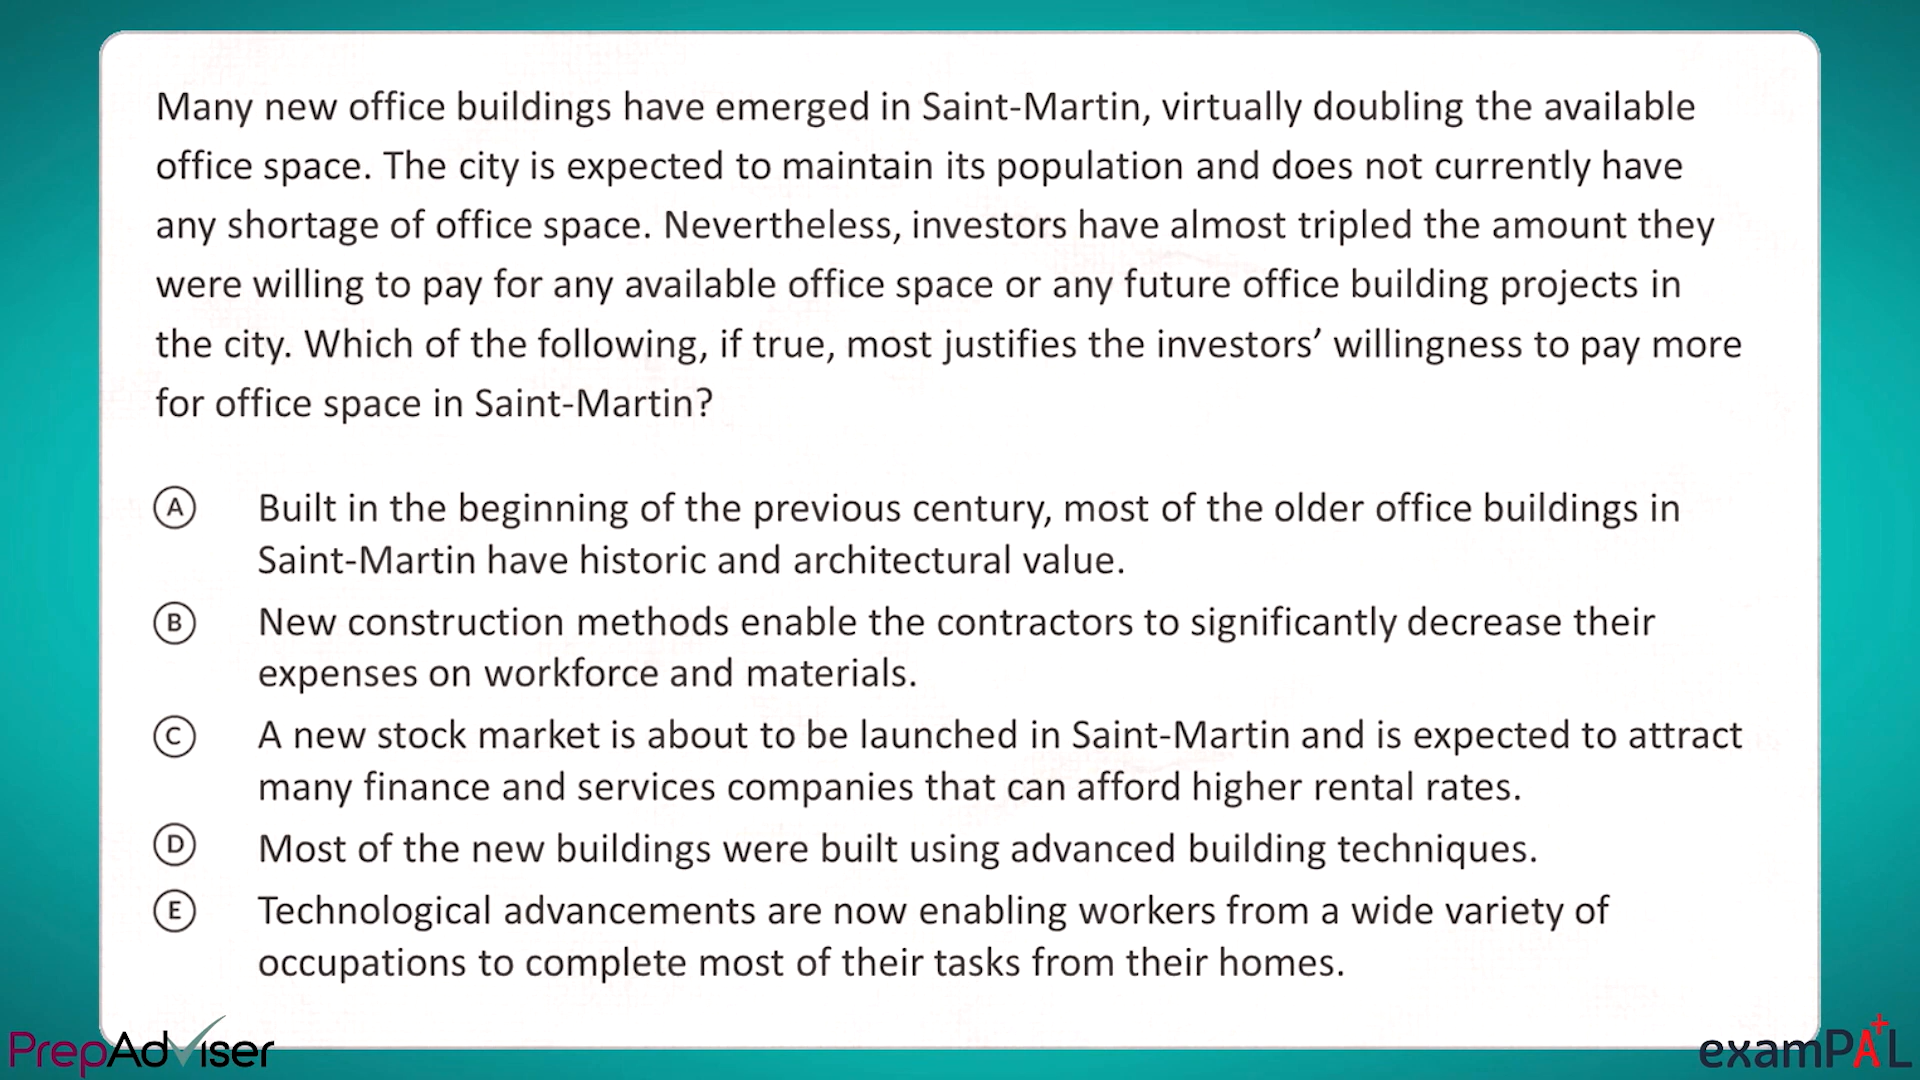 Many new office buildings have emerged in Saint-Martin, virtually doubling the available
office space. The city is expected to maintain its population and does not currently have
any shortage of office space. Nevertheless, investors have almost tripled the amount they
were willing to pay for any available office space or any future office building projects in
the city. Which of the following, if true, most justifies the investors’ willingness to pay more
for office space in Saint-Martin?
A Built in the beginning of the previous century, most of the older office buildings in
Saint-Martin have historic and architectural value.
B New construction methods enable the contractors to significantly decrease their
expenses on workforce and materials.
C A new stock market is about to be launched in Saint-Martin and is expected to attract
many finance and services companies that can afford higher rental rates.
D Most of the new buildings were built using advanced building techniques.
E Technological advancements are now enabling workers from a wide variety of
occupations to complete most of their tasks from their homes.
PrepAdviser
examPAL